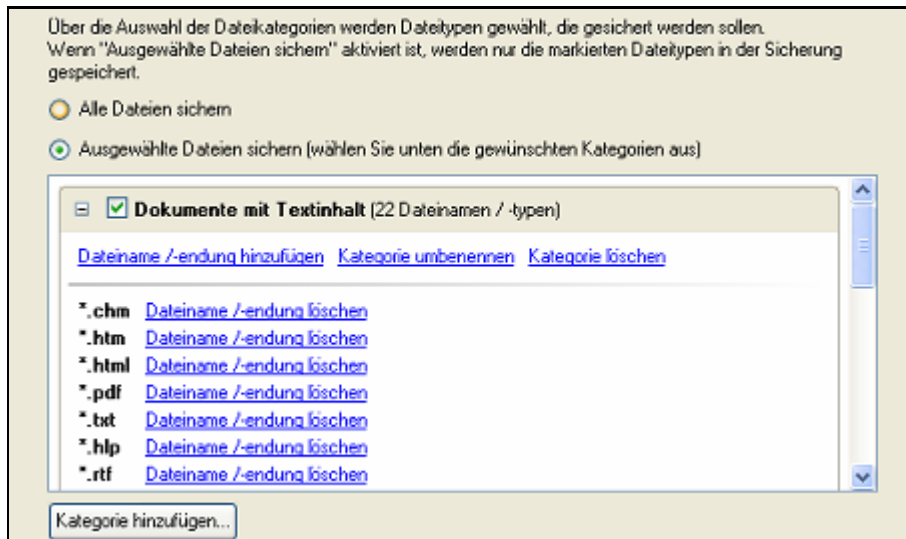 Über die Auswahl der Dateikategorien werden Dateitypen gewählt, die gesichert werden sollen.
Wenn "Ausgewählte Dateien sichern" aktiviert ist, werden nur die markierten Dateitypen in der Sicherung
gespeichert.
Alle Dateien sichern
Ausgewählte Dateien sichern (wählen Sie unten die gewünschten Kategorien aus)
Dokumente mit Textinhalt (22 Dateinamen / -typen)
Dateiname /-endung hinzufügen Kategorie umbenennen Kategorie löschen
*.chm Dateiname /-endung löschen
*.htm Dateiname /-endung löschen
*.html Dateiname /-endung löschen
*.pdf Dateiname /-endung löschen
*.txt Dateiname /-endung löschen
*.hlp Dateiname /-endung löschen
*.rtf Dateiname /-endung löschen
Kategorie hinzufügen...